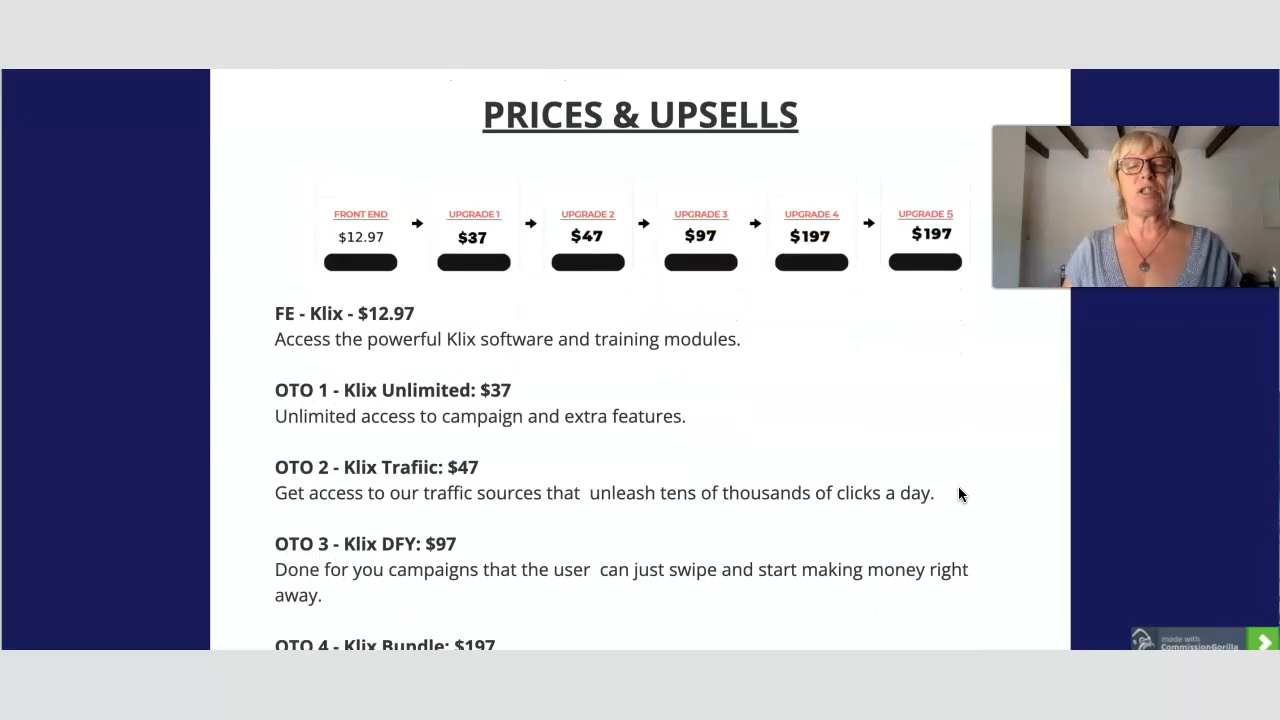 PRICES & UPSELLS
FRONT END
UPGRADE 1
UPGRADE 2
UPGRADE 3
UPGRADE 4
UPGRADE 5
$12.97
$37
$47
$97
$197
$197
FE - Klix - $12.97
Access the powerful Klix software and training modules.
OTO 1 - Klix Unlimited: $37
Unlimited access to campaign and extra features.
OTO 2 - Klix Trafiic: $47
Get access to our traffic sources that  unleash tens of thousands of clicks a day.
OTO 3 - Klix DFY: $97
Done for you campaigns that the user  can just swipe and start making money right
away.
OTO 4 - Klix Bundle: $197
made with
CommissionGorilla